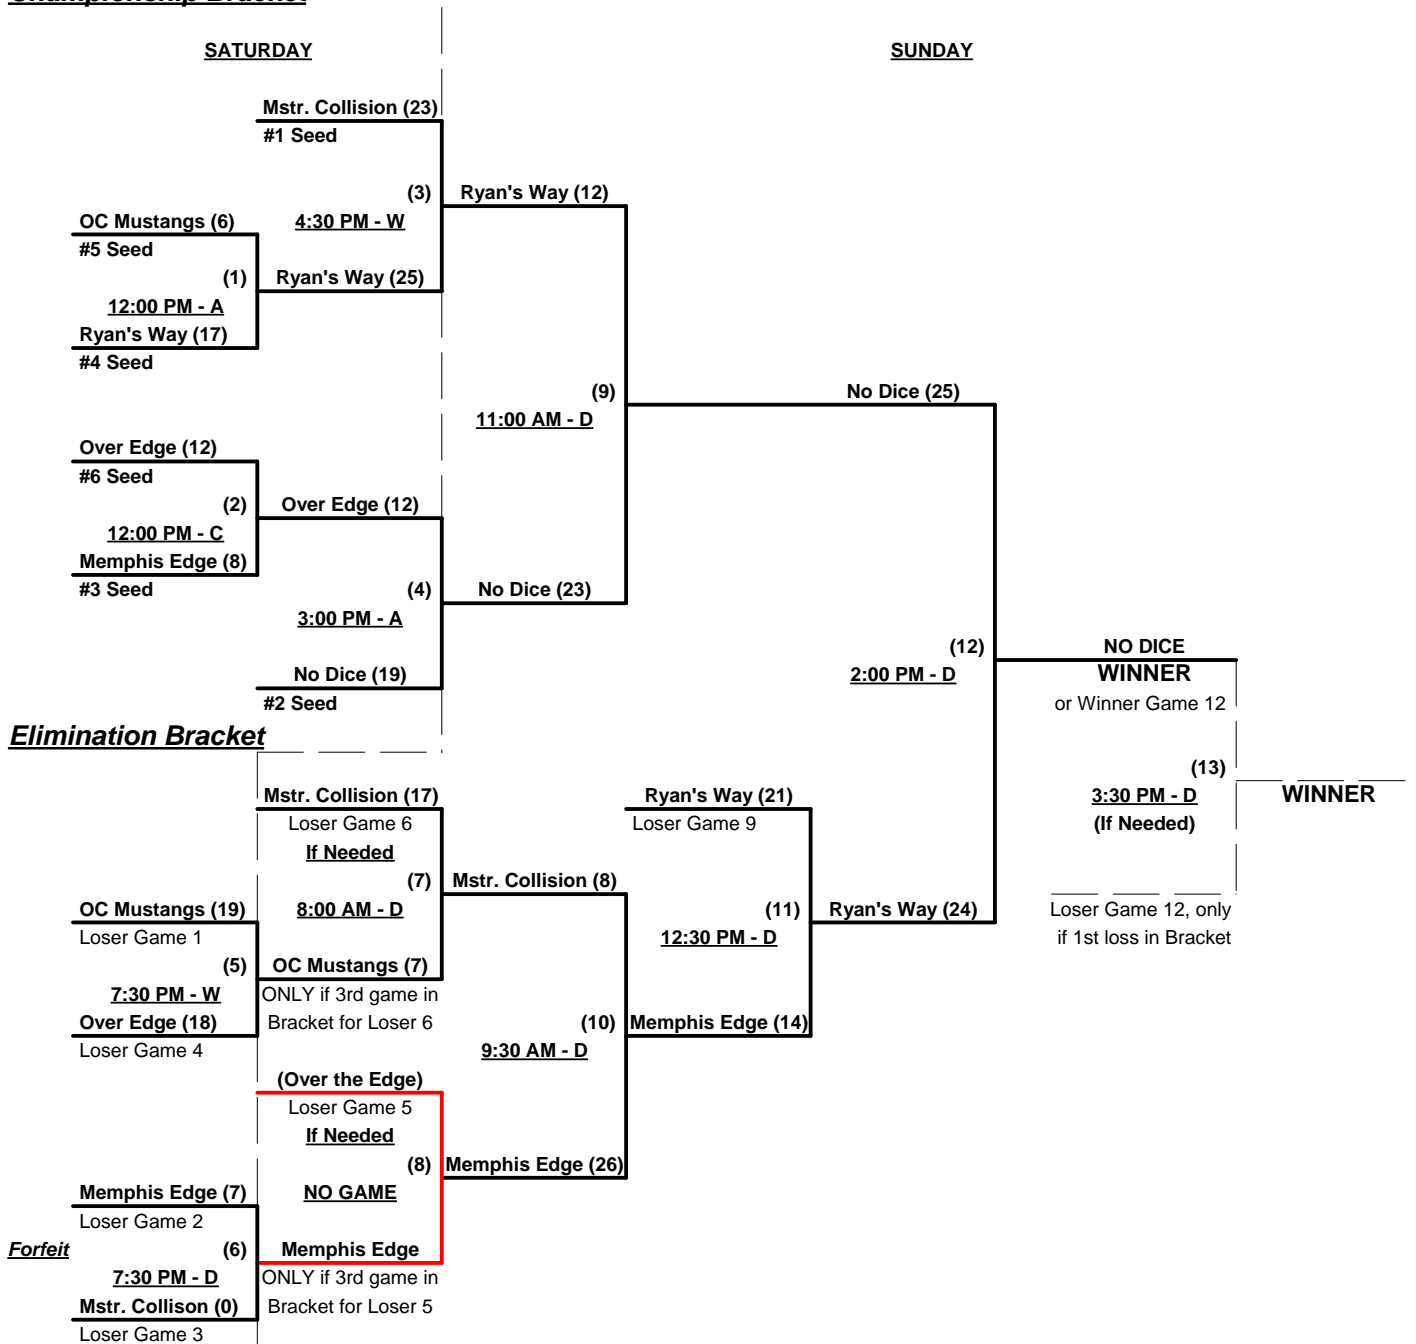 Championship Bracket
SATURDAY
SUNDAY
Mstr. Collision (23)
#1 Seed
(3)
4:30 PM - W
Ryan's Way (12)
OC Mustangs (6)
#5 Seed
(1)
12:00 PM - A
Ryan's Way (25)
Ryan's Way (17)
#4 Seed
(9)
11:00 AM - D
No Dice (25)
Over Edge (12)
#6 Seed
(2)
12:00 PM - C
Over Edge (12)
Memphis Edge (8)
#3 Seed
(4)
3:00 PM - A
No Dice (23)
No Dice (19)
#2 Seed
(12)
2:00 PM - D
NO DICE
WINNER
or Winner Game 12
Elimination Bracket
(13)
3:30 PM - D
(If Needed)
WINNER
Loser Game 12, only
if 1st loss in Bracket
Mstr. Collision (17)
Loser Game 6
If Needed
(7)
8:00 AM - D
Mstr. Collision (8)
Ryan's Way (21)
Loser Game 9
(11)
12:30 PM - D
Ryan's Way (24)
OC Mustangs (19)
Loser Game 1
(5)
7:30 PM - W
OC Mustangs (7)
ONLY if 3rd game in
Bracket for Loser 6
Over Edge (18)
Loser Game 4
(10)
9:30 AM - D
Memphis Edge (14)
(Over the Edge)
Loser Game 5
If Needed
(8)
NO GAME
Memphis Edge (26)
Memphis Edge (7)
Loser Game 2
Forfeit
(6)
7:30 PM - D
Memphis Edge
ONLY if 3rd game in
Bracket for Loser 5
Mstr. Collison (0)
Loser Game 3